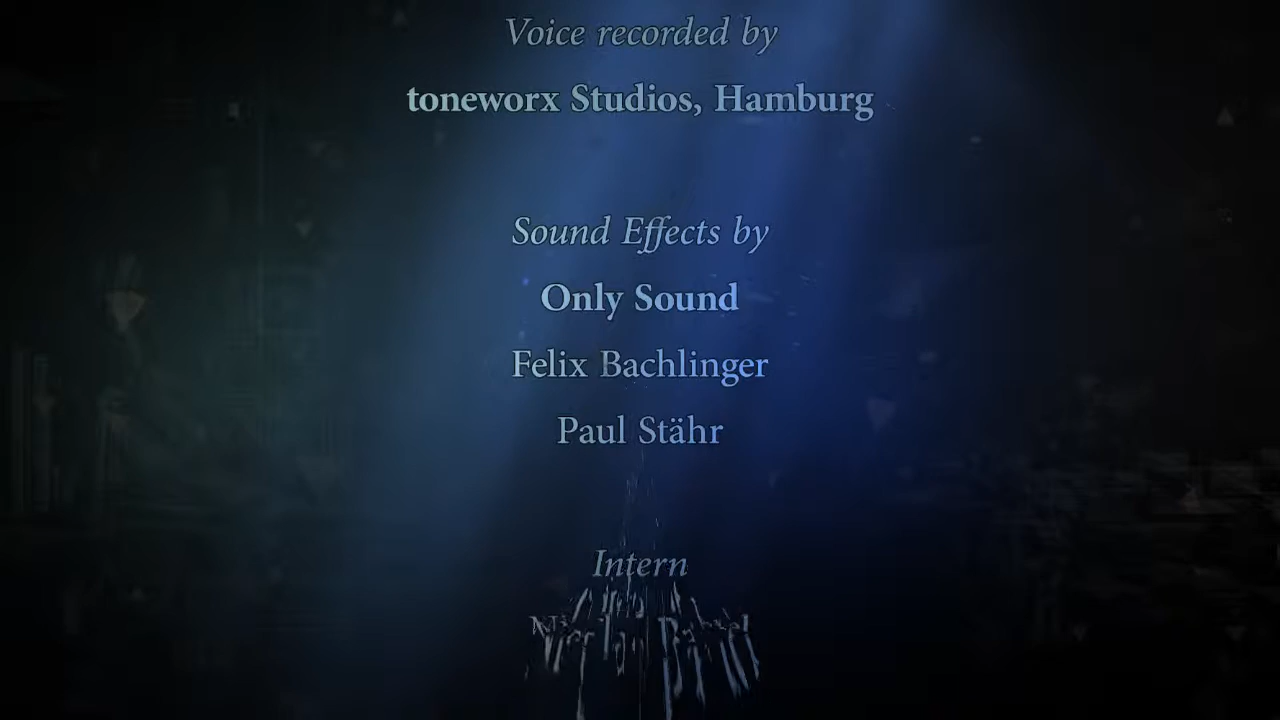 Voice recorded by
toneworx Studios, Hamburg
Sound Effects by
Only Sound
Felix Bachlinger
Paul Stähr
Intern